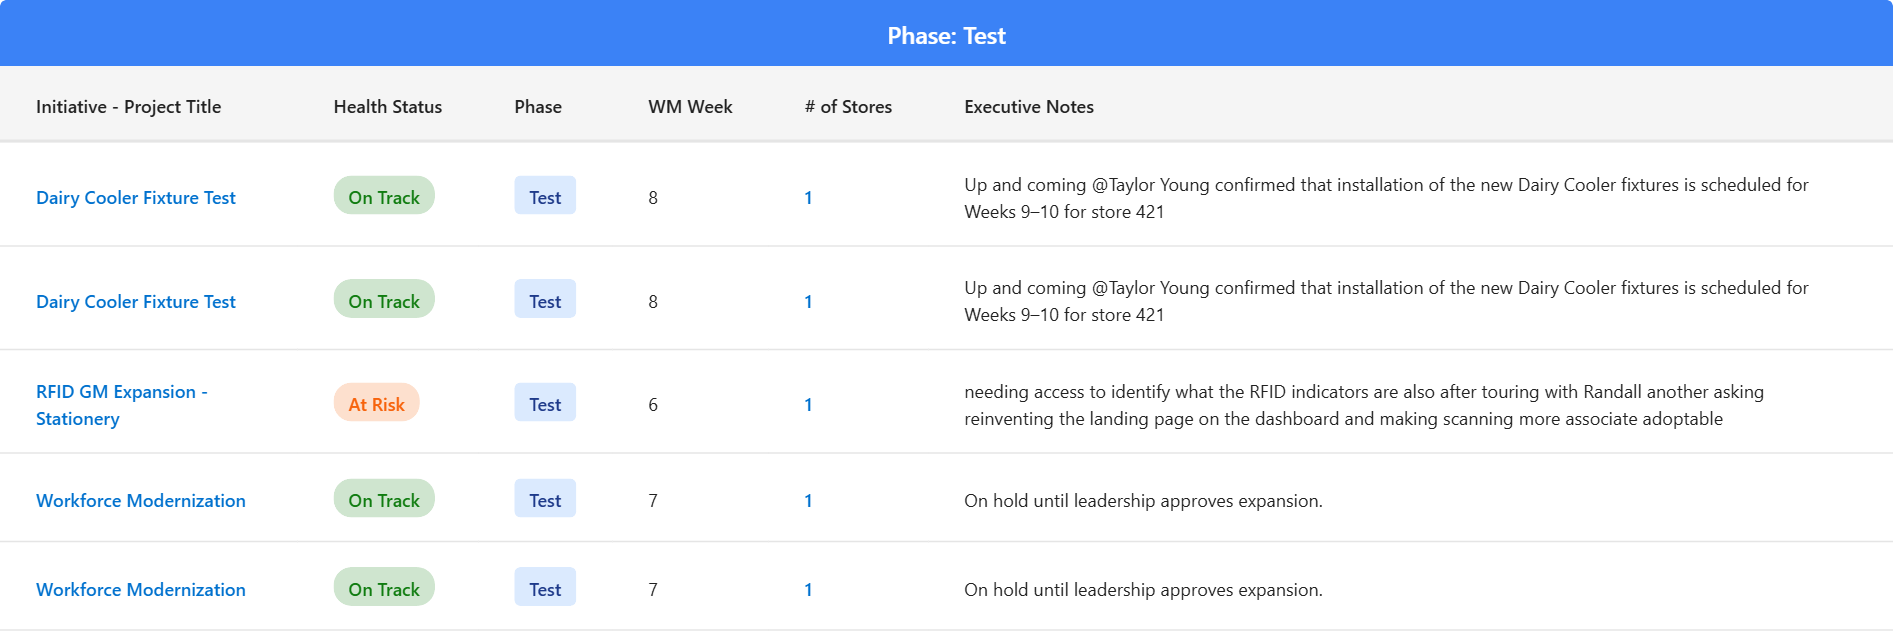 Phase: Test
Initiative - Project Title Health Status Phase WM Week # of Stores Executive Notes
Dairy Cooler Fixture Test On Track Test 8 1 Up and coming @Taylor Young confirmed that installation of the new Dairy Cooler fixtures is scheduled for
Weeks 9–10 for store 421
Dairy Cooler Fixture Test On Track Test 8 1 Up and coming @Taylor Young confirmed that installation of the new Dairy Cooler fixtures is scheduled for
Weeks 9–10 for store 421
RFID GM Expansion -
Stationery
At Risk Test 6 1
needing access to identify what the RFID indicators are also after touring with Randall another asking
reinventing the landing page on the dashboard and making scanning more associate adoptable
Workforce Modernization On Track Test 7 1 On hold until leadership approves expansion.
Workforce Modernization On Track Test 7 1 On hold until leadership approves expansion.